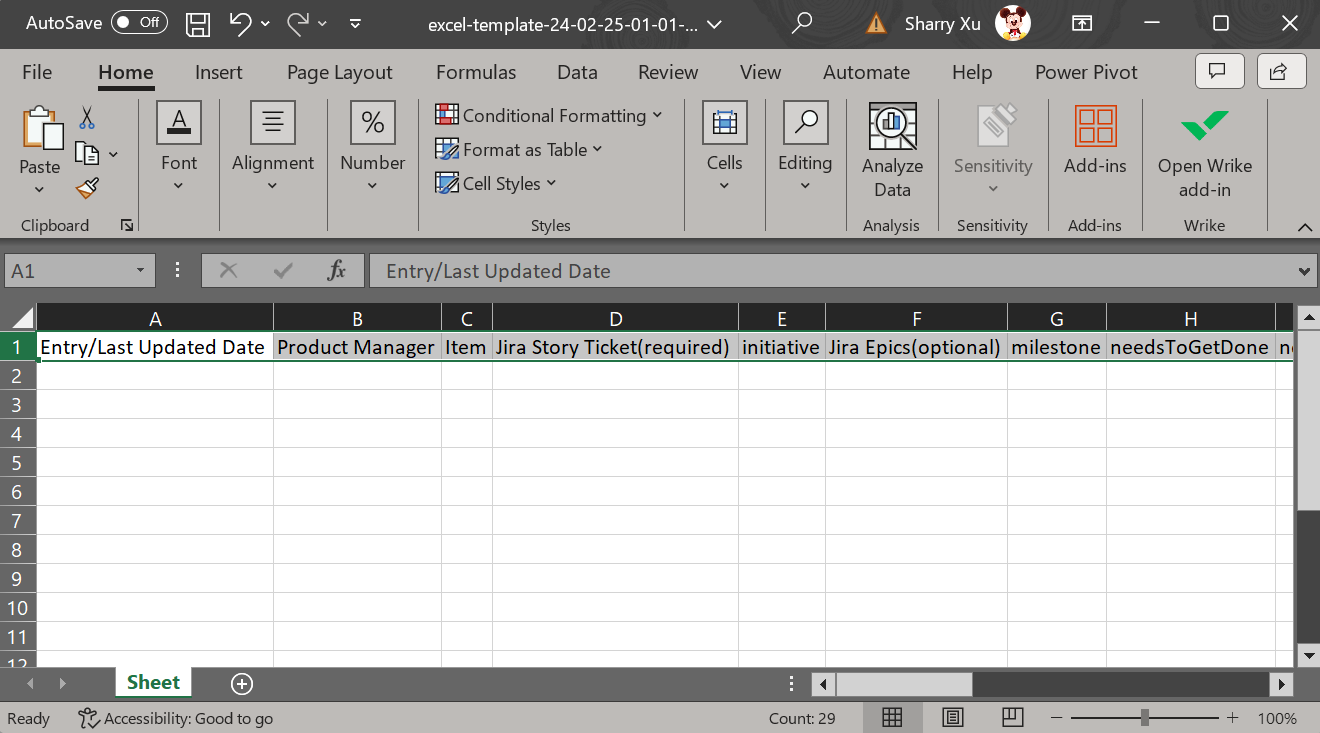 AutoSave Off excel-template-24-02-25-01-01-... Sharry Xu
File Home Insert Page Layout Formulas Data Review View Automate Help Power Pivot
Paste Font Alignment Number Conditional Formatting Format as Table Cell Styles Cells Editing Analyze Data Sensitivity Add-ins Open Wrike add-in
Clipboard Styles Analysis Sensitivity Add-ins Wrike
A1 fx Entry/Last Updated Date
A B C D E F G H
1 Entry/Last Updated Date Product Manager Item Jira Story Ticket(required) initiative Jira Epics(optional) milestone needsToGetDone
2
3
4
5
6
7
8
9
10
11
12
Sheet
Ready Accessibility: Good to go Count: 29 100%